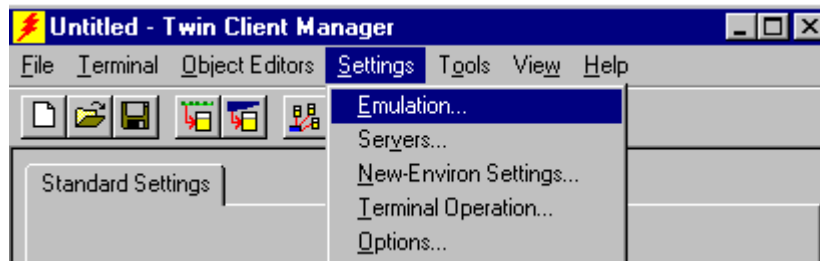 Untitled - Twin Client Manager
File Terminal Object Editors Settings Tools View Help
Emulation...
Servers...
Standard Settings
New-Environ Settings...
Terminal Operation...
Options...